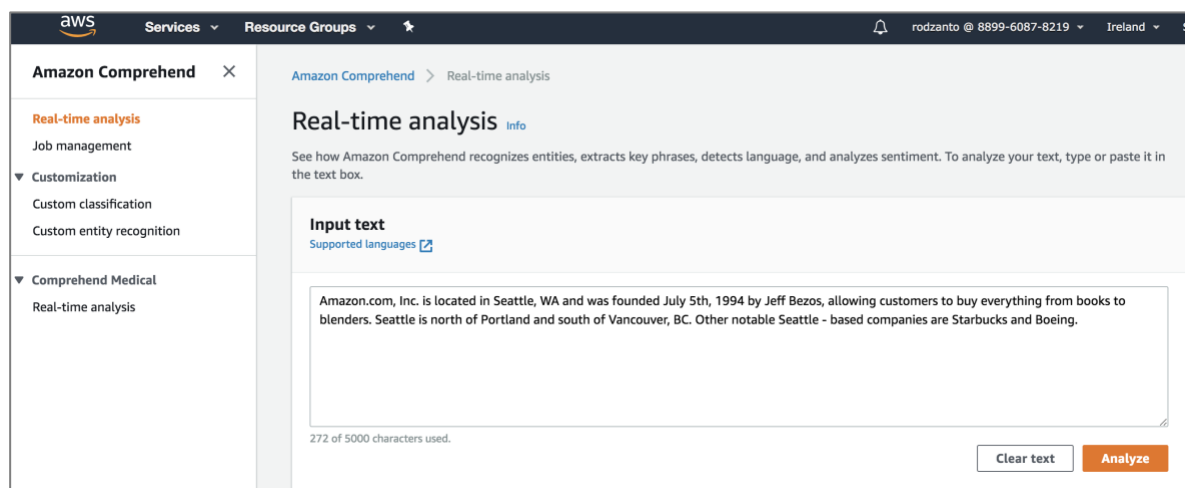 aws Services Resource Groups rodzanto @ 8899-6087-8219 Ireland
Amazon Comprehend
Real-time analysis
Job management
Customization
Custom classification
Custom entity recognition
Comprehend Medical
Real-time analysis
Amazon Comprehend > Real-time analysis
Real-time analysis Info
See how Amazon Comprehend recognizes entities, extracts key phrases, detects language, and analyzes sentiment. To analyze your text, type or paste it in
the text box.
Input text
Supported languages
Amazon.com, Inc. is located in Seattle, WA and was founded July 5th, 1994 by Jeff Bezos, allowing customers to buy everything from books to
blenders. Seattle is north of Portland and south of Vancouver, BC. Other notable Seattle - based companies are Starbucks and Boeing.
272 of 5000 characters used.
Clear text Analyze